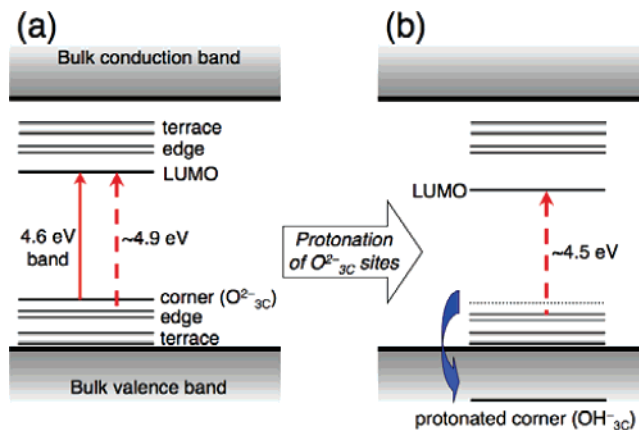 (a)
Bulk conduction band
terrace
edge
LUMO
4.6 eV
band
~4.9 eV
corner (O²⁻₃C)
edge
terrace
Bulk valence band
Protonation
of O²⁻₃C sites
(b)
LUMO
~4.5 eV
protonated corner (OH⁻₃C)